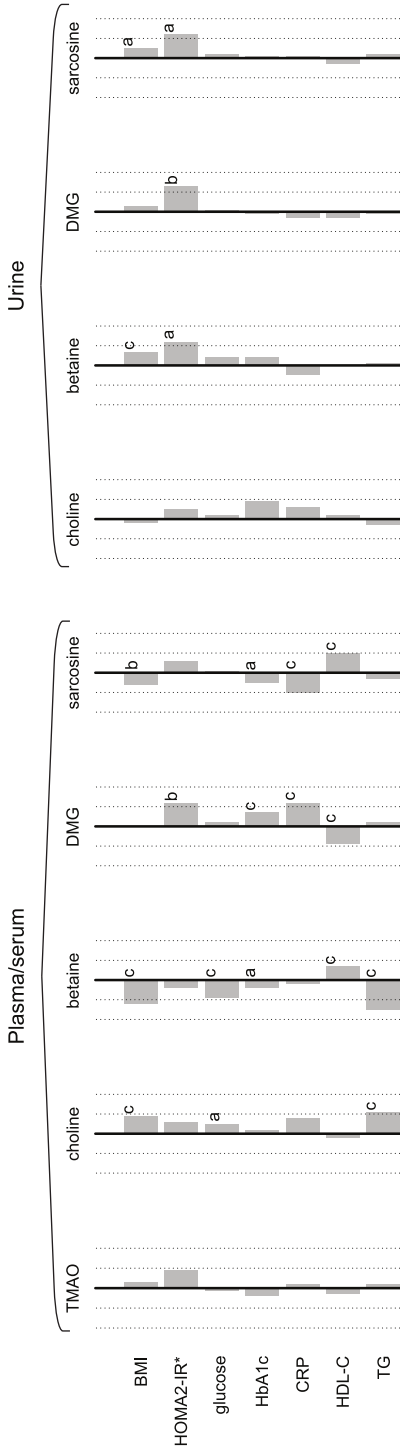 Urine
sarcosine
a
a
DMG
b
betaine
c
a
choline
Plasma/serum
sarcosine
b
a
c
c
DMG
b
c
c
c
betaine
c
c
a
c
c
choline
c
a
c
TMAO
BMI
HOMA2-IR*
glucose
HbA1c
CRP
HDL-C
TG